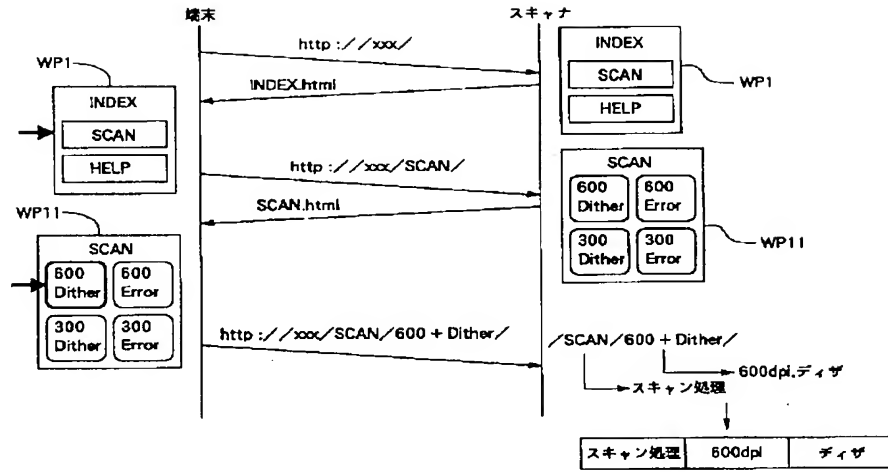 端末
スキャナ
http://xxx/
INDEX.html
WP1
INDEX
SCAN
HELP
INDEX
SCAN
HELP
WP1
http://xxx/SCAN/
SCAN.html
WP11
SCAN
600 Dither
600 Error
300 Dither
300 Error
SCAN
600 Dither
600 Error
300 Dither
300 Error
WP11
http://xxx/SCAN/600+Dither/
/SCAN/600+Dither/
600dpi,ディザ
スキャン処理
スキャン処理 600dpi ディザ